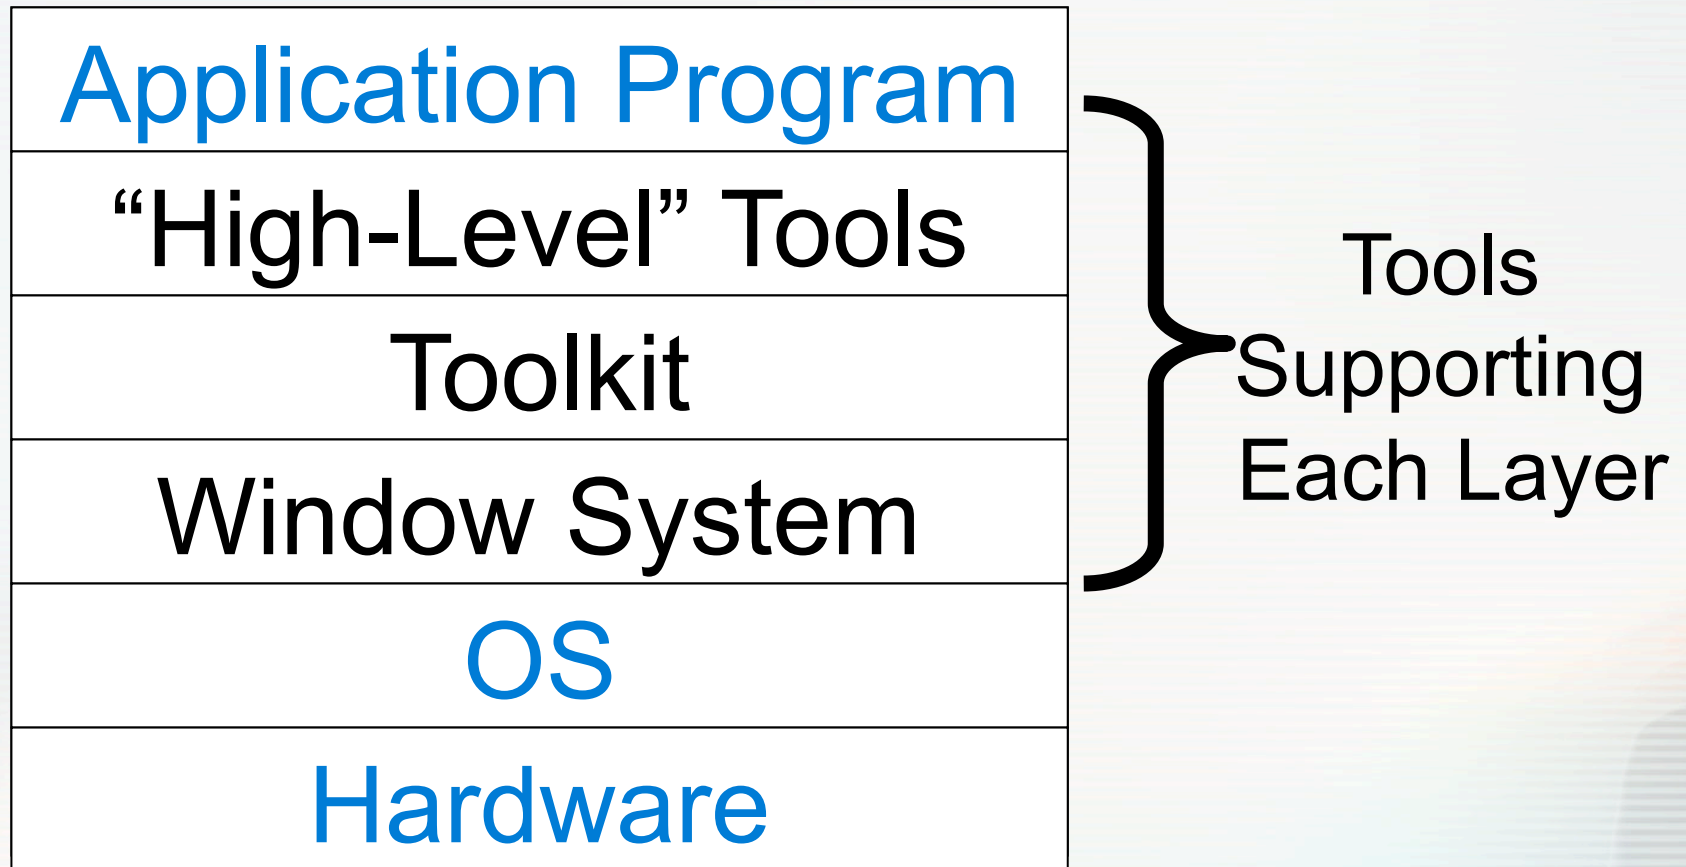 Application Program
“High-Level” Tools
Toolkit
Window System
OS
Hardware
Tools
Supporting
Each Layer